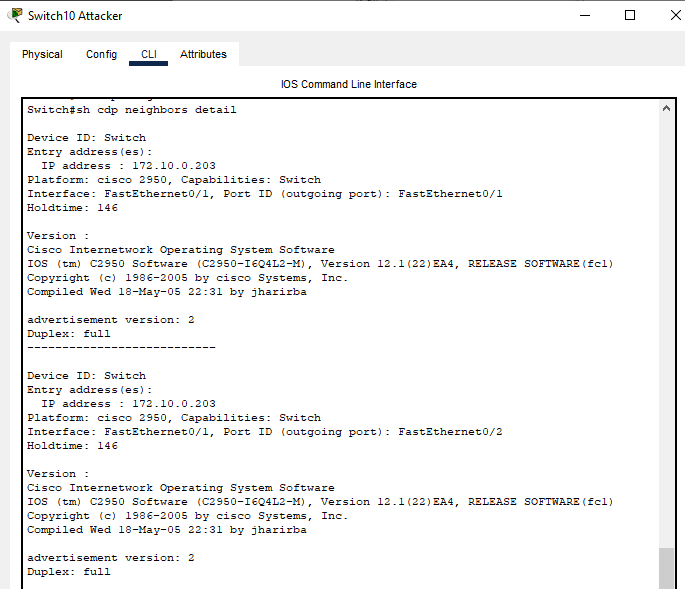 Switch10 Attacker
Physical Config CLI Attributes
IOS Command Line Interface
Switch#sh cdp neighbors detail
Device ID: Switch
Entry address(es):
IP address : 172.10.0.203
Platform: cisco 2950, Capabilities: Switch
Interface: FastEthernet0/1, Port ID (outgoing port): FastEthernet0/1
Holdtime: 146
Version :
Cisco Internetwork Operating System Software
IOS (tm) C2950 Software (C2950-I6Q4L2-M), Version 12.1(22)EA4, RELEASE SOFTWARE(fc1)
Copyright (c) 1986-2005 by cisco Systems, Inc.
Compiled Wed 18-May-05 22:31 by jharirba
advertisement version: 2
Duplex: full
---------------------------
Device ID: Switch
Entry address(es):
IP address : 172.10.0.203
Platform: cisco 2950, Capabilities: Switch
Interface: FastEthernet0/1, Port ID (outgoing port): FastEthernet0/2
Holdtime: 146
Version :
Cisco Internetwork Operating System Software
IOS (tm) C2950 Software (C2950-I6Q4L2-M), Version 12.1(22)EA4, RELEASE SOFTWARE(fc1)
Copyright (c) 1986-2005 by cisco Systems, Inc.
Compiled Wed 18-May-05 22:31 by jharirba
advertisement version: 2
Duplex: full